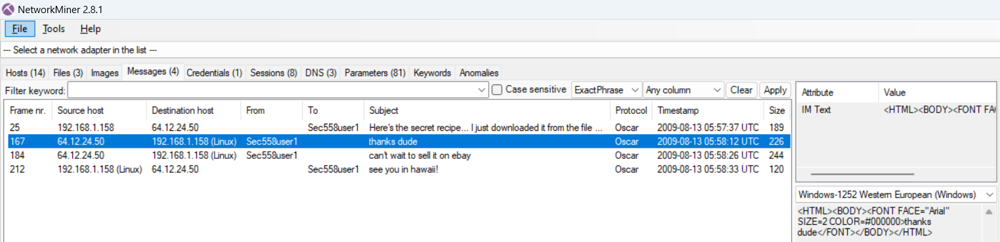 NetworkMiner 2.8.1
File Tools Help
--- Select a network adapter in the list ---
Hosts (14) Files (3) Images Messages (4) Credentials (1) Sessions (8) DNS (3) Parameters (81) Keywords Anomalies
Filter keyword: Case sensitive ExactPhrase Any column Clear Apply
Frame nr. Source host Destination host From To Subject Protocol Timestamp Size
25 192.168.1.158 64.12.24.50 Sec558user1 Here's the secret recipe... I just downloaded it from the file ... Oscar 2009-08-13 05:57:37 UTC 189
167 64.12.24.50 192.168.1.158 (Linux) Sec558user1 thanks dude Oscar 2009-08-13 05:58:12 UTC 226
184 64.12.24.50 192.168.1.158 (Linux) Sec558user1 can't wait to sell it on ebay Oscar 2009-08-13 05:58:26 UTC 244
212 192.168.1.158 (Linux) 64.12.24.50 Sec558user1 see you in hawaii! Oscar 2009-08-13 05:58:33 UTC 120
Attribute Value
IM Text <HTML><BODY><FONT FA
Windows-1252 Western European (Windows)
<HTML><BODY><FONT FACE="Arial"
SIZE=2 COLOR=#000000>thanks
dude</FONT></BODY></HTML>